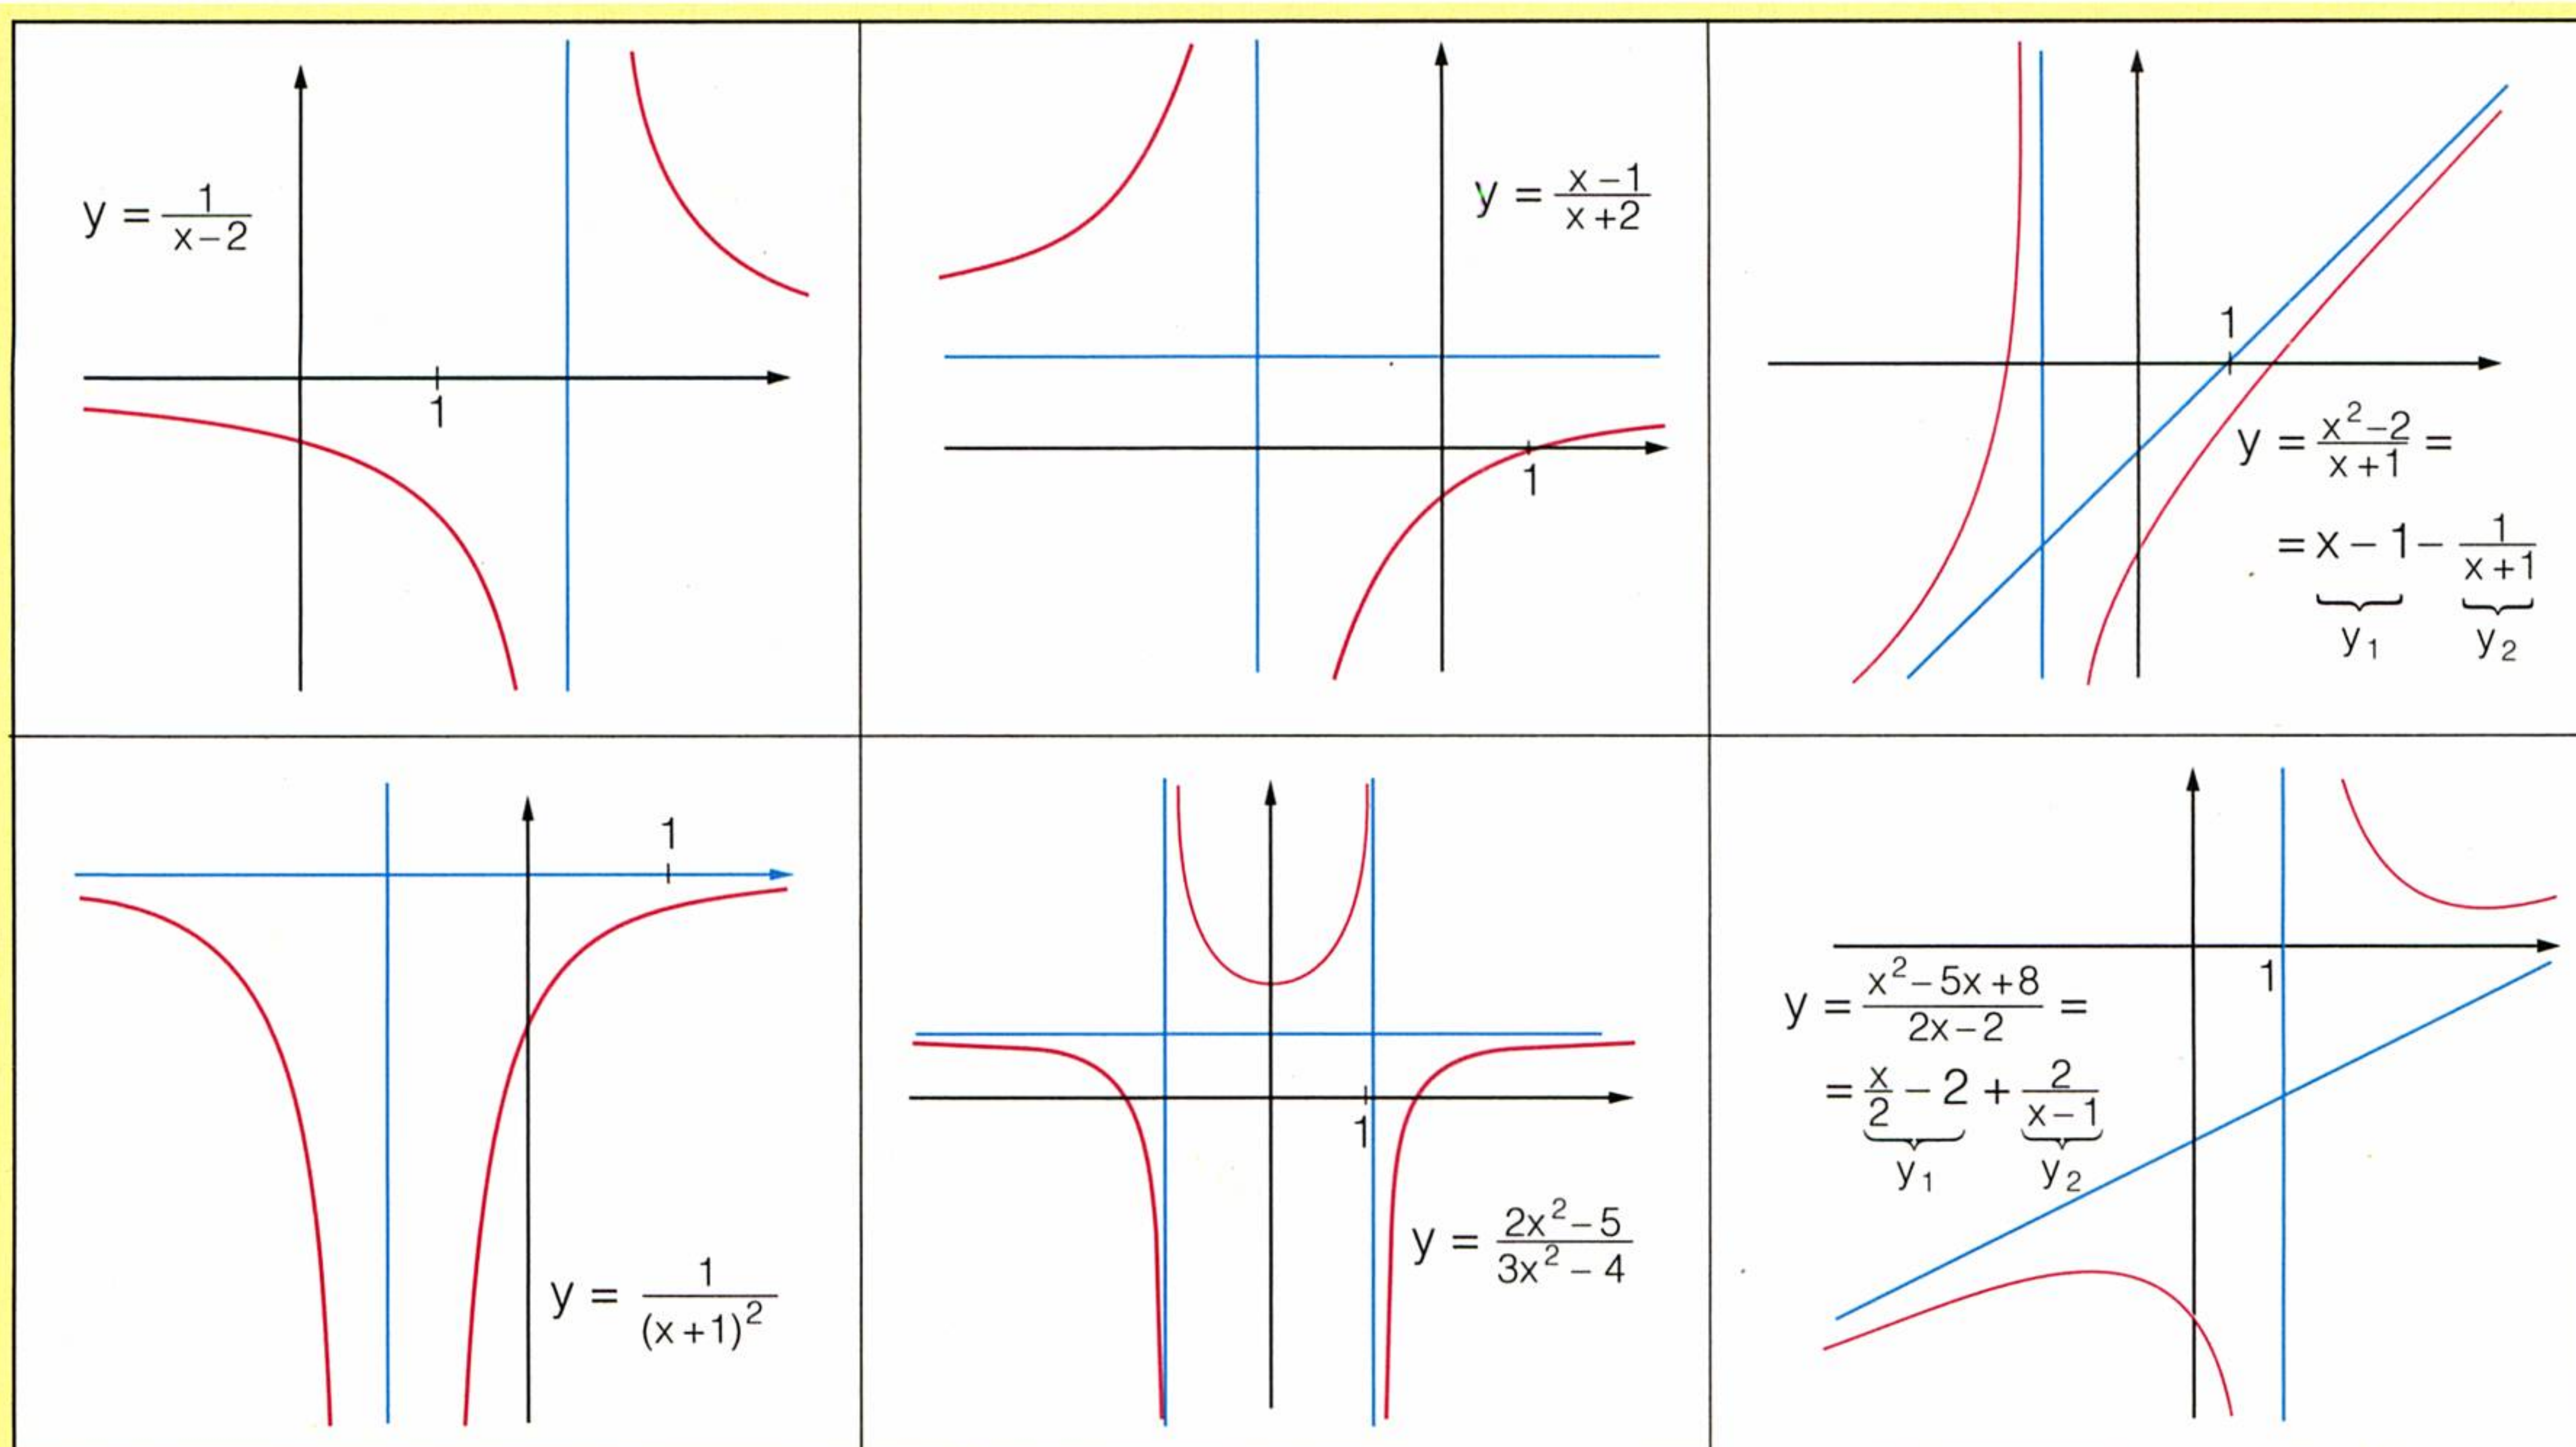 y = 1/(x−2)
1
y = (x−1)/(x+2)
1
1
y = (x²−2)/(x+1) =
= x − 1 − 1/(x+1)
y₁ y₂
1
y = 1/(x+1)²
1
y = (2x²−5)/(3x²−4)
1
y = (x²−5x+8)/(2x−2) =
= x/2 − 2 + 2/(x−1)
y₁ y₂